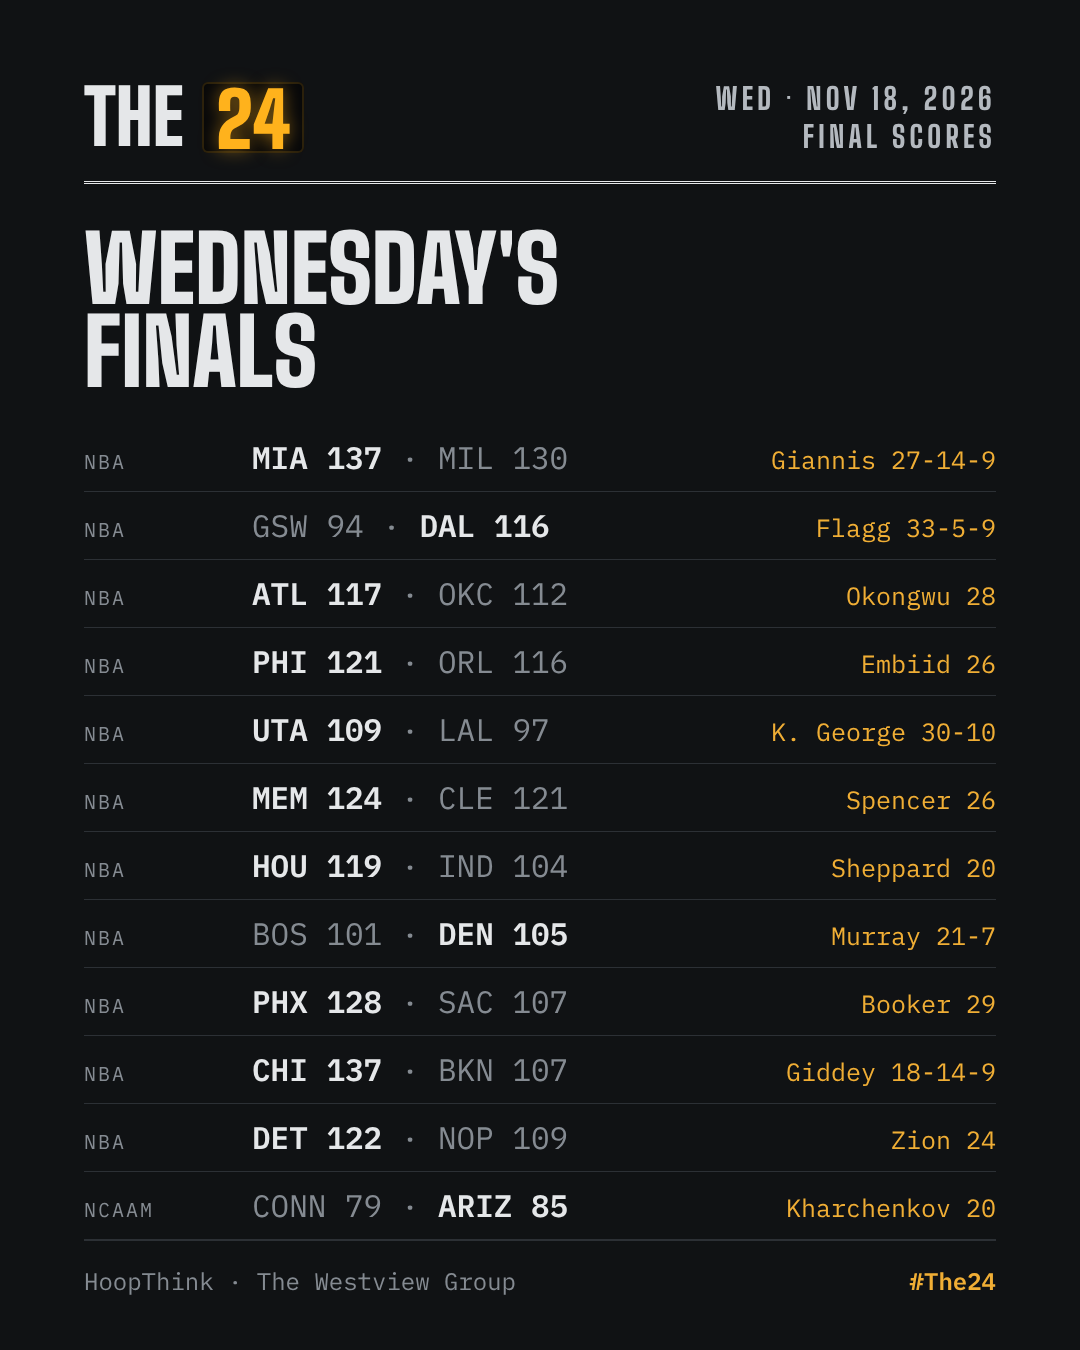 THE 24
WED · NOV 18, 2026
FINAL SCORES
WEDNESDAY'S
FINALS
NBA MIA 137 · MIL 130 Giannis 27-14-9
NBA GSW 94 · DAL 116 Flagg 33-5-9
NBA ATL 117 · OKC 112 Okongwu 28
NBA PHI 121 · ORL 116 Embiid 26
NBA UTA 109 · LAL 97 K. George 30-10
NBA MEM 124 · CLE 121 Spencer 26
NBA HOU 119 · IND 104 Sheppard 20
NBA BOS 101 · DEN 105 Murray 21-7
NBA PHX 128 · SAC 107 Booker 29
NBA CHI 137 · BKN 107 Giddey 18-14-9
NBA DET 122 · NOP 109 Zion 24
NCAAM CONN 79 · ARIZ 85 Kharchenkov 20
HoopThink · The Westview Group #The24